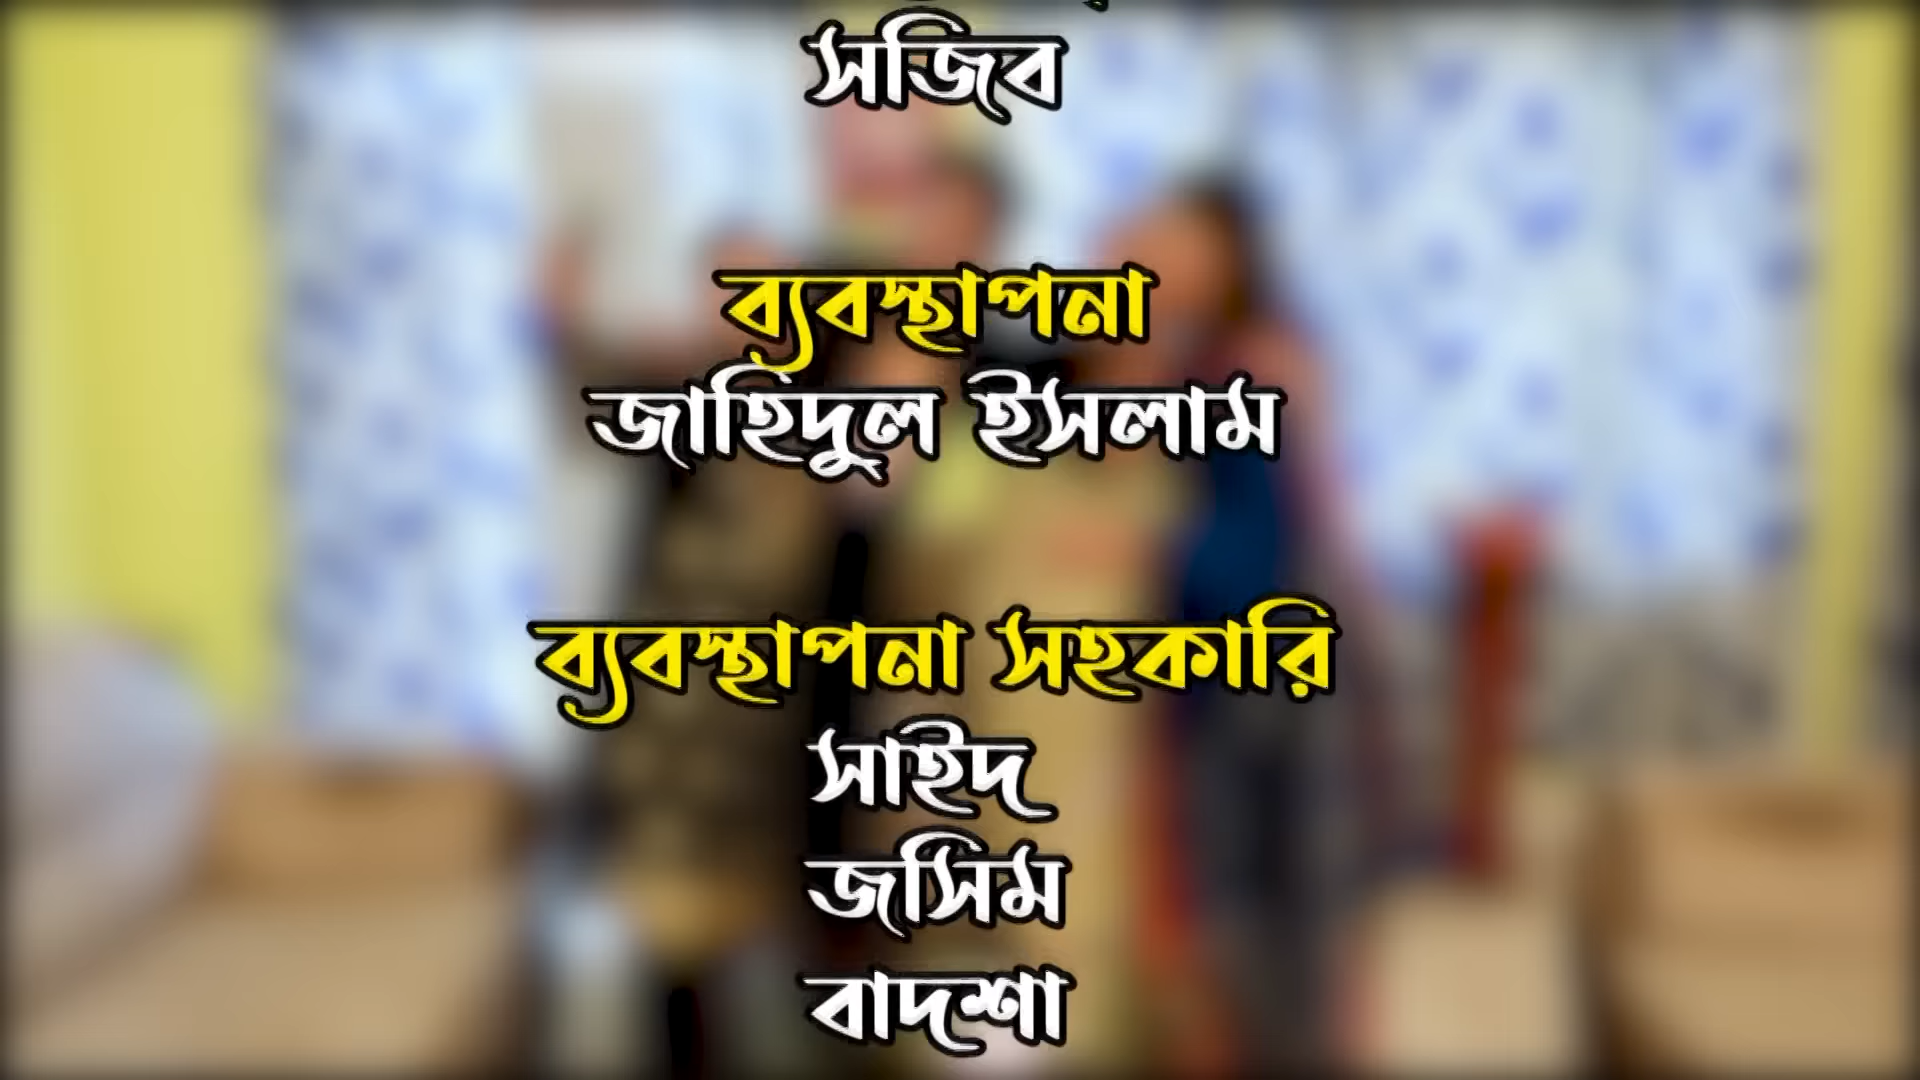 সজিব
ব্যবস্থাপনা
জাহিদুল ইসলাম
ব্যবস্থাপনা সহকারি
সাইদ
জসিম
বাদশা